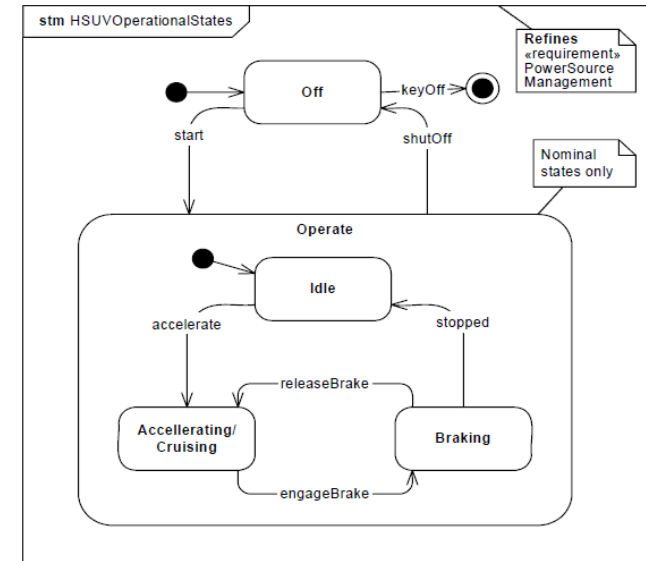 stm HSUVOperationalStates
Refines
«requirement»
PowerSource
Management
Off
keyOff
start
shutOff
Nominal
states only
Operate
Idle
accelerate
stopped
releaseBrake
Accellerating/
Cruising
Braking
engageBrake